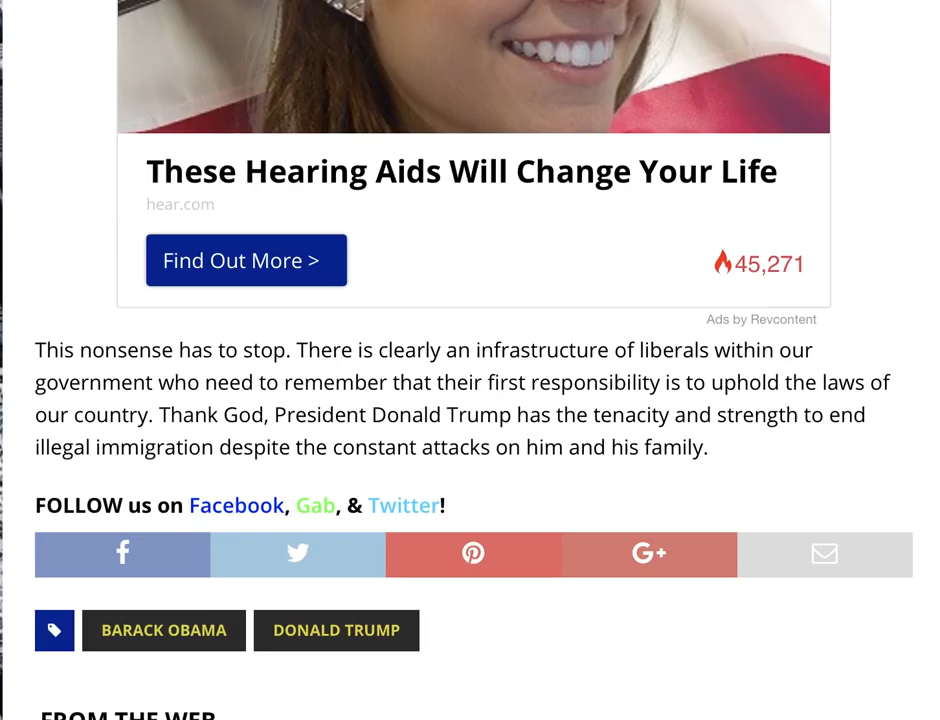 These Hearing Aids Will Change Your Life
hear.com
Find Out More >
45,271
Ads by Revcontent
This nonsense has to stop. There is clearly an infrastructure of liberals within our
government who need to remember that their first responsibility is to uphold the laws of
our country. Thank God, President Donald Trump has the tenacity and strength to end
illegal immigration despite the constant attacks on him and his family.
FOLLOW us on Facebook, Gab, & Twitter!
f G+
BARACK OBAMA DONALD TRUMP
FROM THE WEB